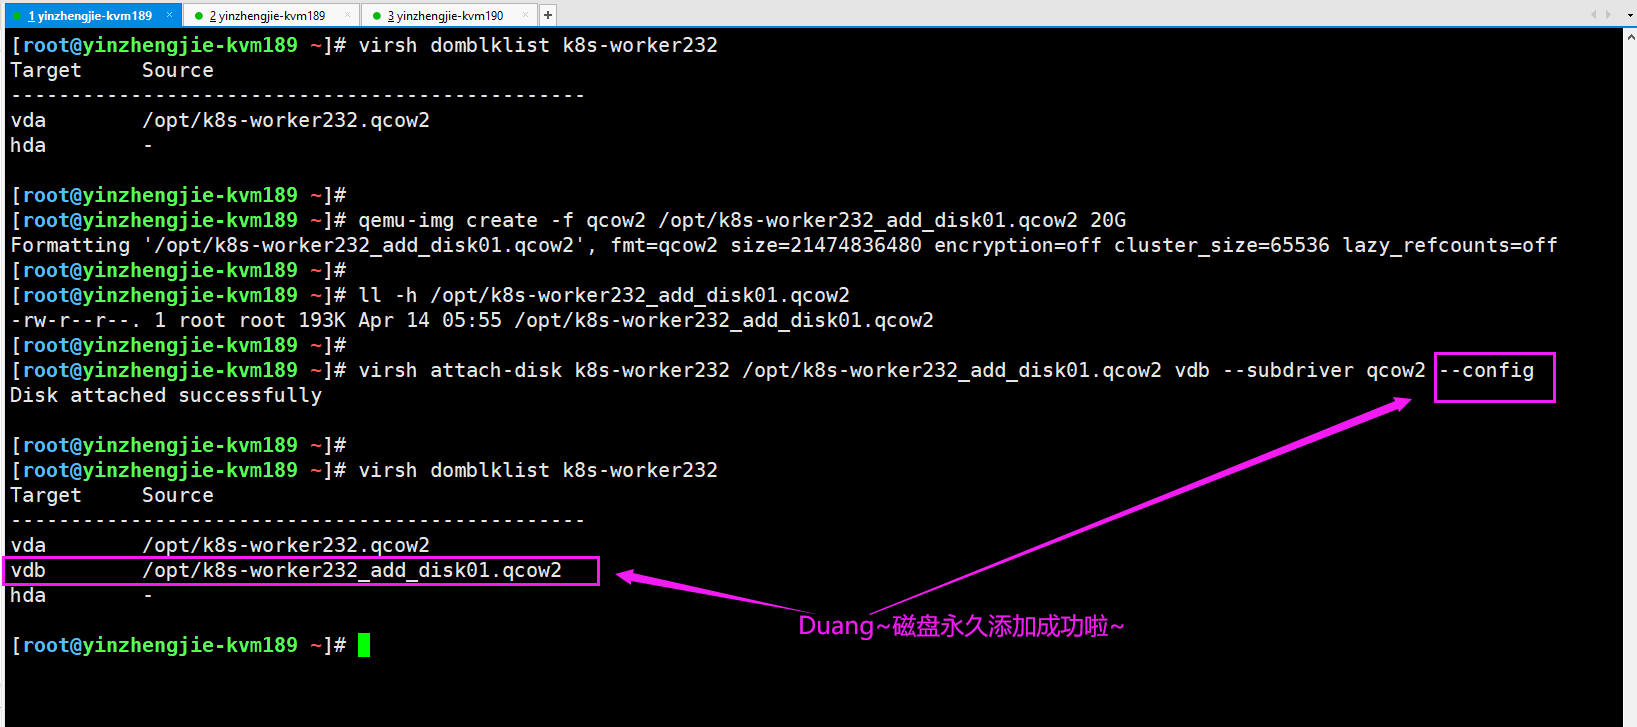 1 yinzhengjie-kvm189 × 2 yinzhengjie-kvm189 × 3 yinzhengjie-kvm190 × +
[root@yinzhengjie-kvm189 ~]# virsh domblklist k8s-worker232
Target     Source
------------------------------------------------
vda        /opt/k8s-worker232.qcow2
hda        -
[root@yinzhengjie-kvm189 ~]#
[root@yinzhengjie-kvm189 ~]# qemu-img create -f qcow2 /opt/k8s-worker232_add_disk01.qcow2 20G
Formatting '/opt/k8s-worker232_add_disk01.qcow2', fmt=qcow2 size=21474836480 encryption=off cluster_size=65536 lazy_refcounts=off
[root@yinzhengjie-kvm189 ~]#
[root@yinzhengjie-kvm189 ~]# ll -h /opt/k8s-worker232_add_disk01.qcow2
-rw-r--r--. 1 root root 193K Apr 14 05:55 /opt/k8s-worker232_add_disk01.qcow2
[root@yinzhengjie-kvm189 ~]#
[root@yinzhengjie-kvm189 ~]# virsh attach-disk k8s-worker232 /opt/k8s-worker232_add_disk01.qcow2 vdb --subdriver qcow2 --config
Disk attached successfully
[root@yinzhengjie-kvm189 ~]#
[root@yinzhengjie-kvm189 ~]# virsh domblklist k8s-worker232
Target     Source
------------------------------------------------
vda        /opt/k8s-worker232.qcow2
vdb        /opt/k8s-worker232_add_disk01.qcow2
hda        -
Duang~磁盘永久添加成功啦~
[root@yinzhengjie-kvm189 ~]#